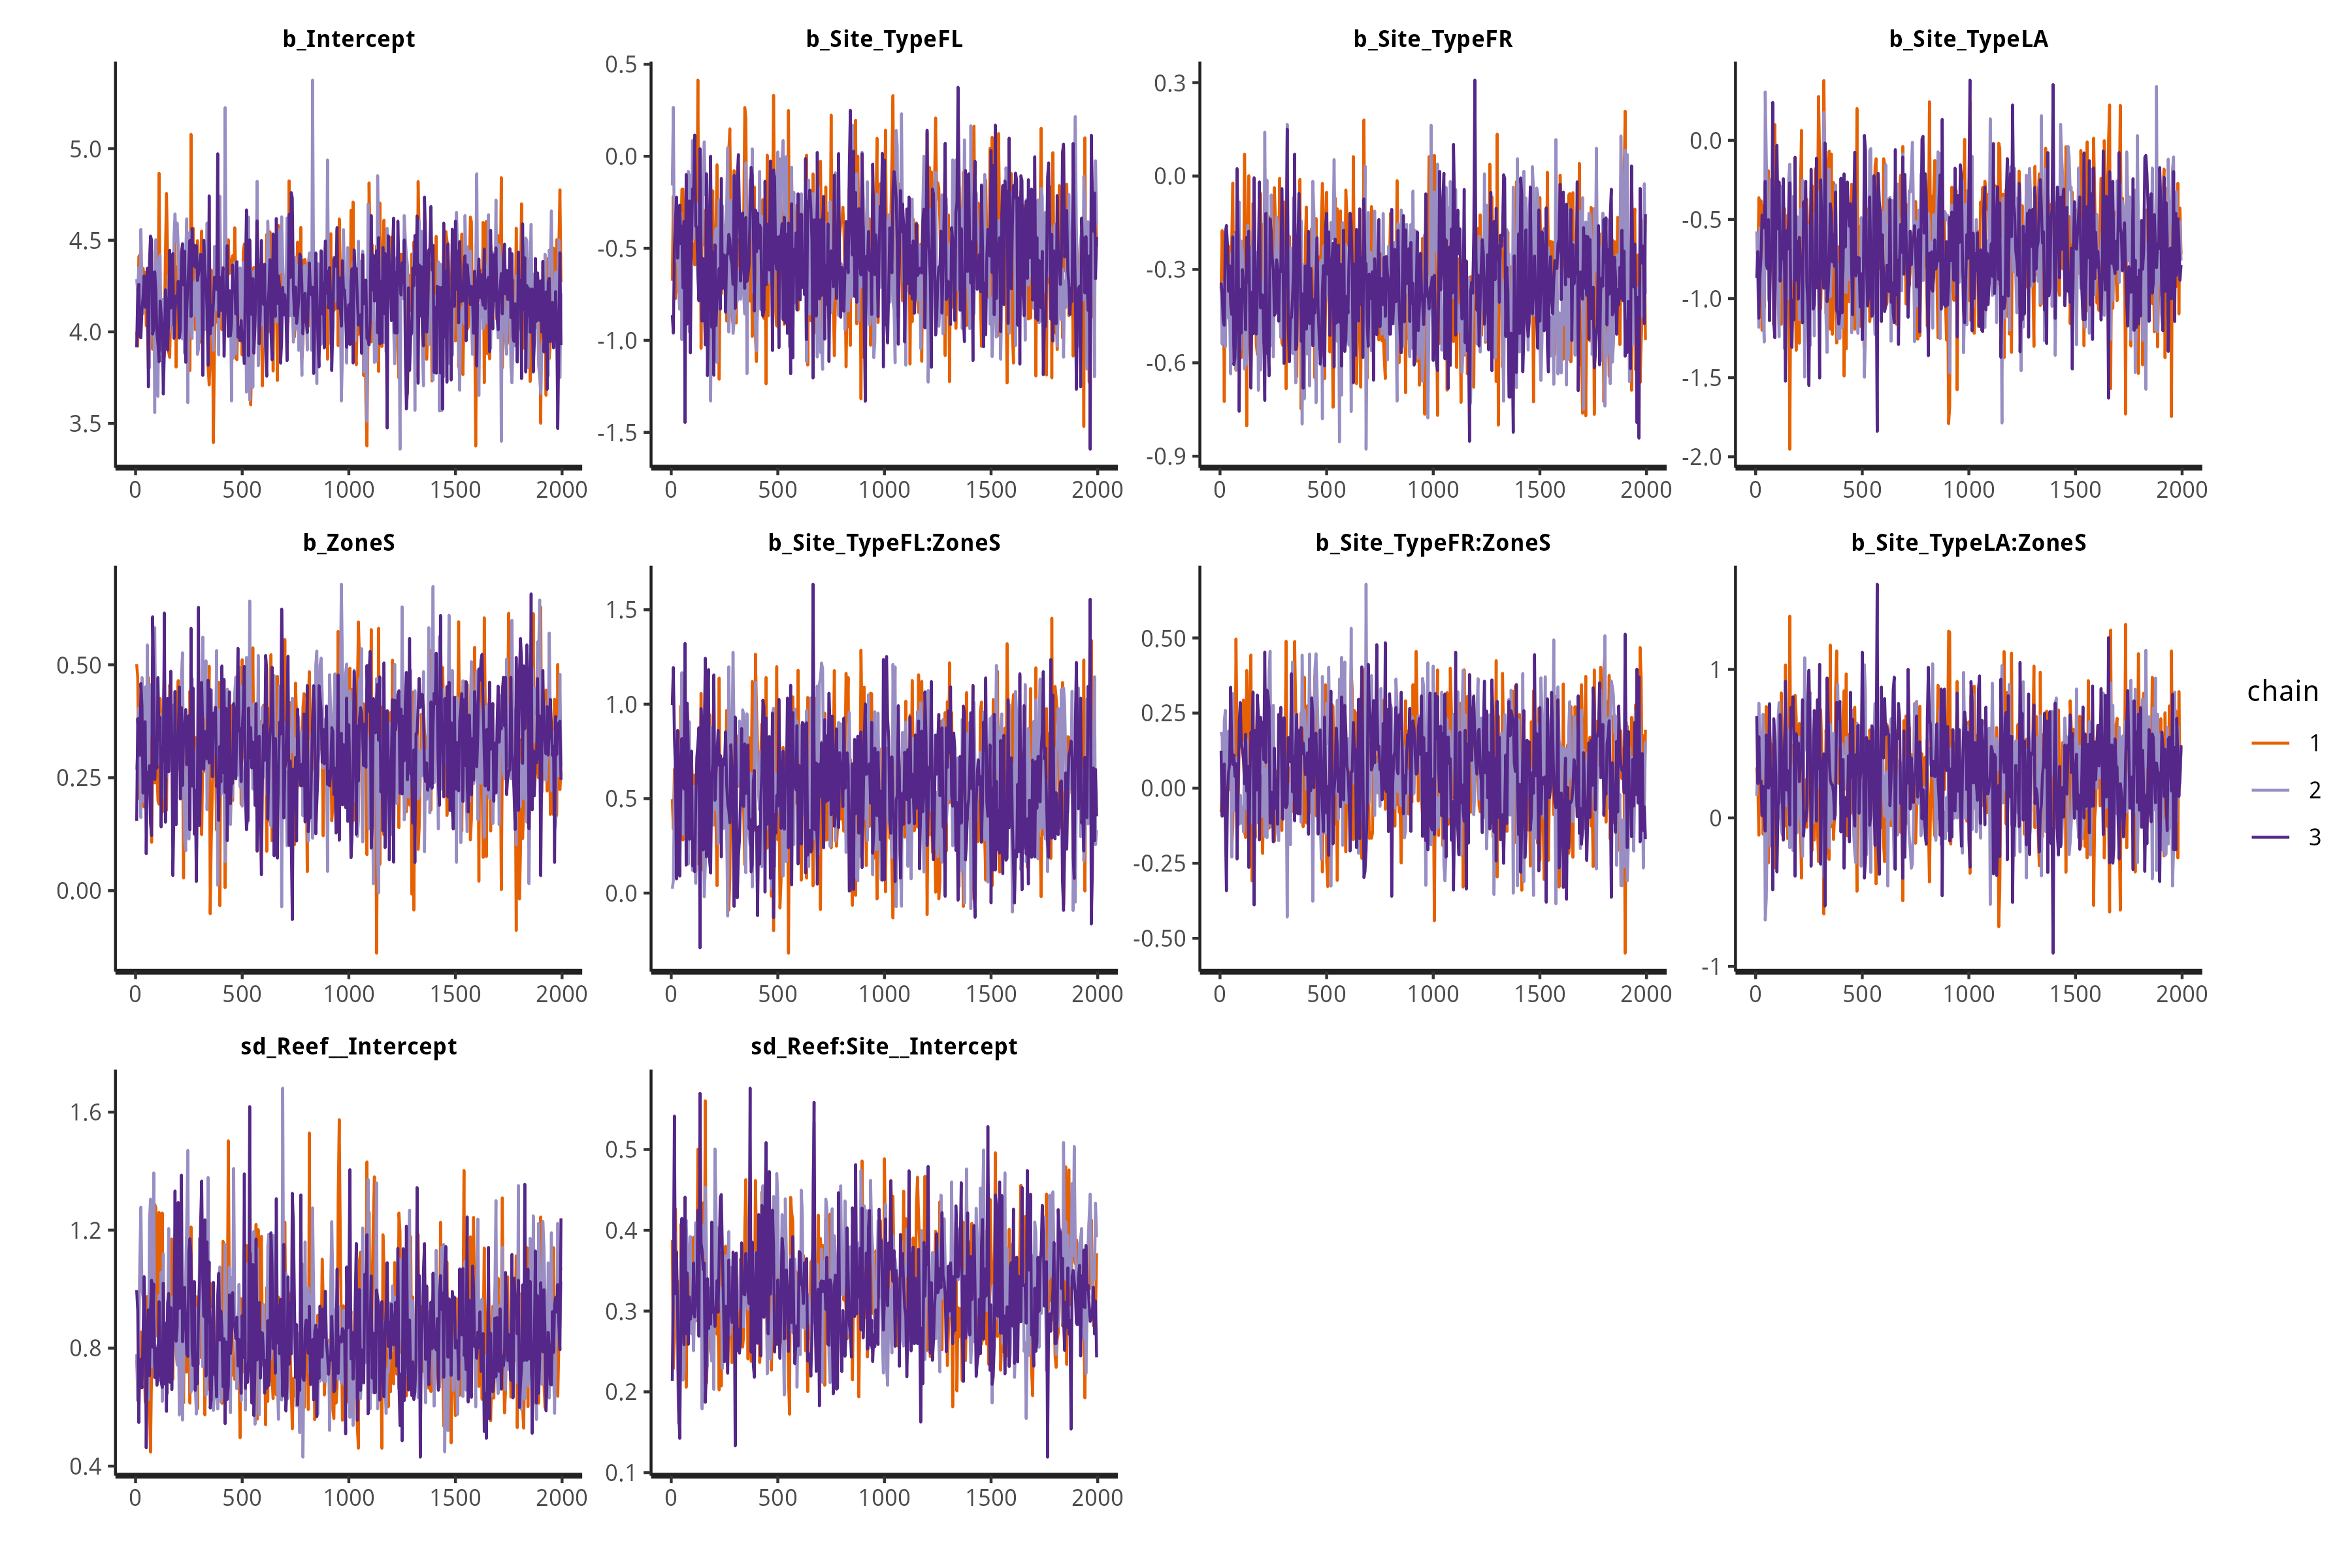 b_Intercept b_Site_TypeFL b_Site_TypeFR b_Site_TypeLA
5.0 4.5 4.0 3.5
0.5 0.0 -0.5 -1.0 -1.5
0.3 0.0 -0.3 -0.6 -0.9
0.0 -0.5 -1.0 -1.5 -2.0
0 500 1000 1500 2000 0 500 1000 1500 2000 0 500 1000 1500 2000 0 500 1000 1500 2000
b_ZoneS b_Site_TypeFL:ZoneS b_Site_TypeFR:ZoneS b_Site_TypeLA:ZoneS
0.50 0.25 0.00
1.5 1.0 0.5 0.0
0.50 0.25 0.00 -0.25 -0.50
1 0 -1
0 500 1000 1500 2000 0 500 1000 1500 2000 0 500 1000 1500 2000 0 500 1000 1500 2000
chain
1
2
3
sd_Reef__Intercept sd_Reef:Site__Intercept
1.6 1.2 0.8 0.4
0.5 0.4 0.3 0.2 0.1
0 500 1000 1500 2000 0 500 1000 1500 2000